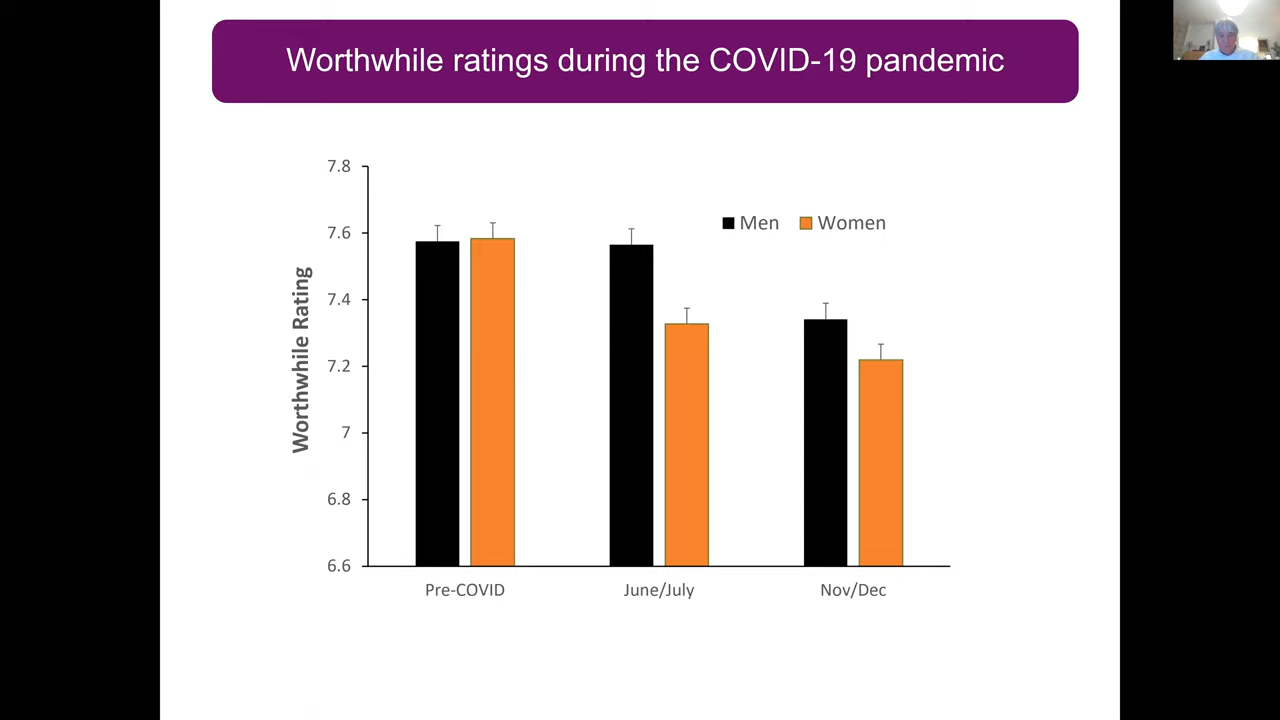 Worthwhile ratings during the COVID-19 pandemic
7.8
7.6
7.4
7.2
7
6.8
6.6
Worthwhile Rating
Men Women
Pre-COVID June/July Nov/Dec